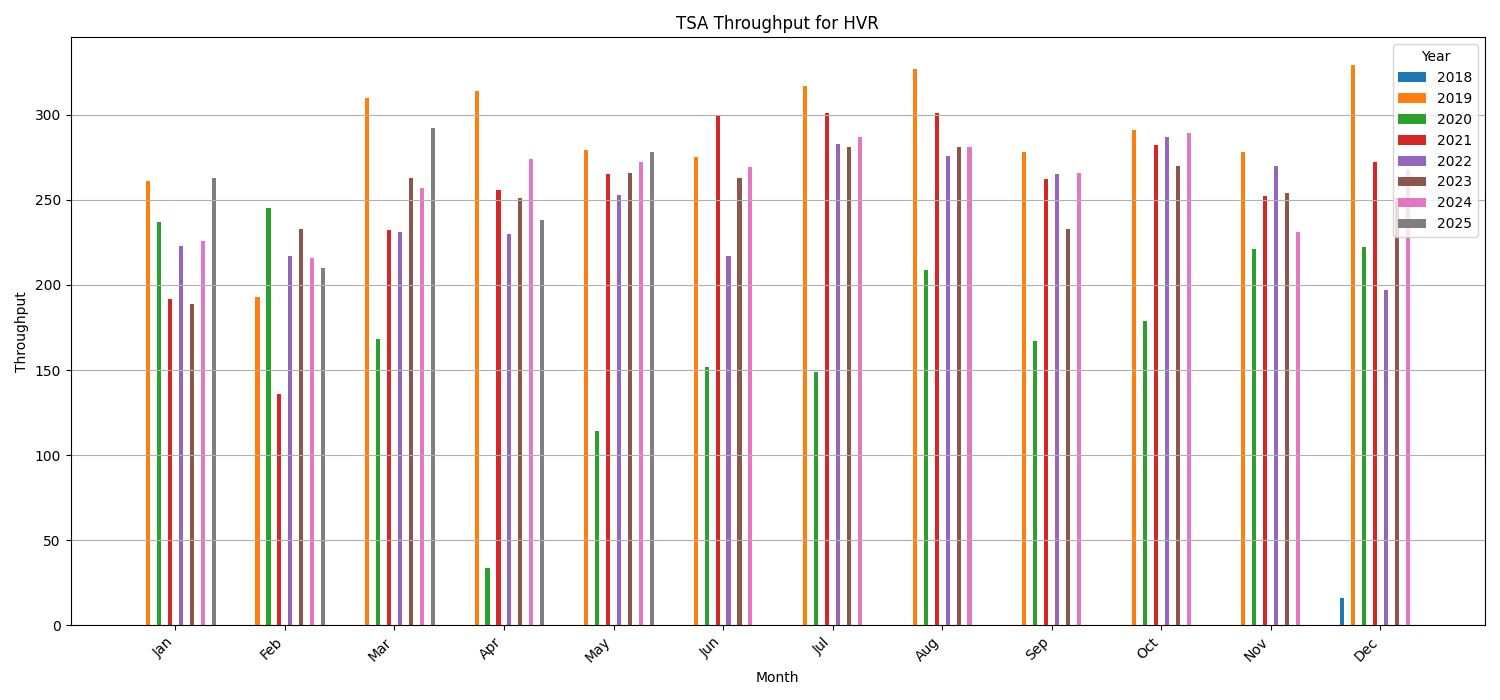 TSA Throughput for HVR
Year
2018
2019
2020
2021
2022
2023
2024
2025
Throughput
300
250
200
150
100
50
0
Jan
Feb
Mar
Apr
May
Jun
Jul
Aug
Sep
Oct
Nov
Dec
Month